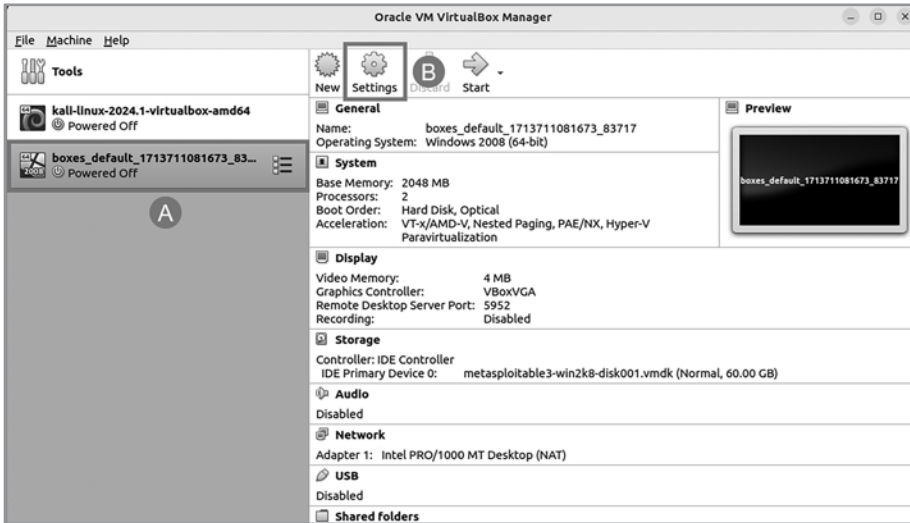 Oracle VM VirtualBox Manager
File Machine Help
Tools
New
Settings
B
Discard
Start
64
kali-linux-2024.1-virtualbox-amd64
Powered Off
64
2008
boxes_default_1713711081673_83...
Powered Off
A
General
Name: boxes_default_1713711081673_83717
Operating System: Windows 2008 (64-bit)
System
Base Memory: 2048 MB
Processors: 2
Boot Order: Hard Disk, Optical
Acceleration: VT-x/AMD-V, Nested Paging, PAE/NX, Hyper-V
Paravirtualization
Preview
boxes_default_1713711081673_83717
Display
Video Memory: 4 MB
Graphics Controller: VBoxVGA
Remote Desktop Server Port: 5952
Recording: Disabled
Storage
Controller: IDE Controller
IDE Primary Device 0: metasploitable3-win2k8-disk001.vmdk (Normal, 60.00 GB)
Audio
Disabled
Network
Adapter 1: Intel PRO/1000 MT Desktop (NAT)
USB
Disabled
Shared folders